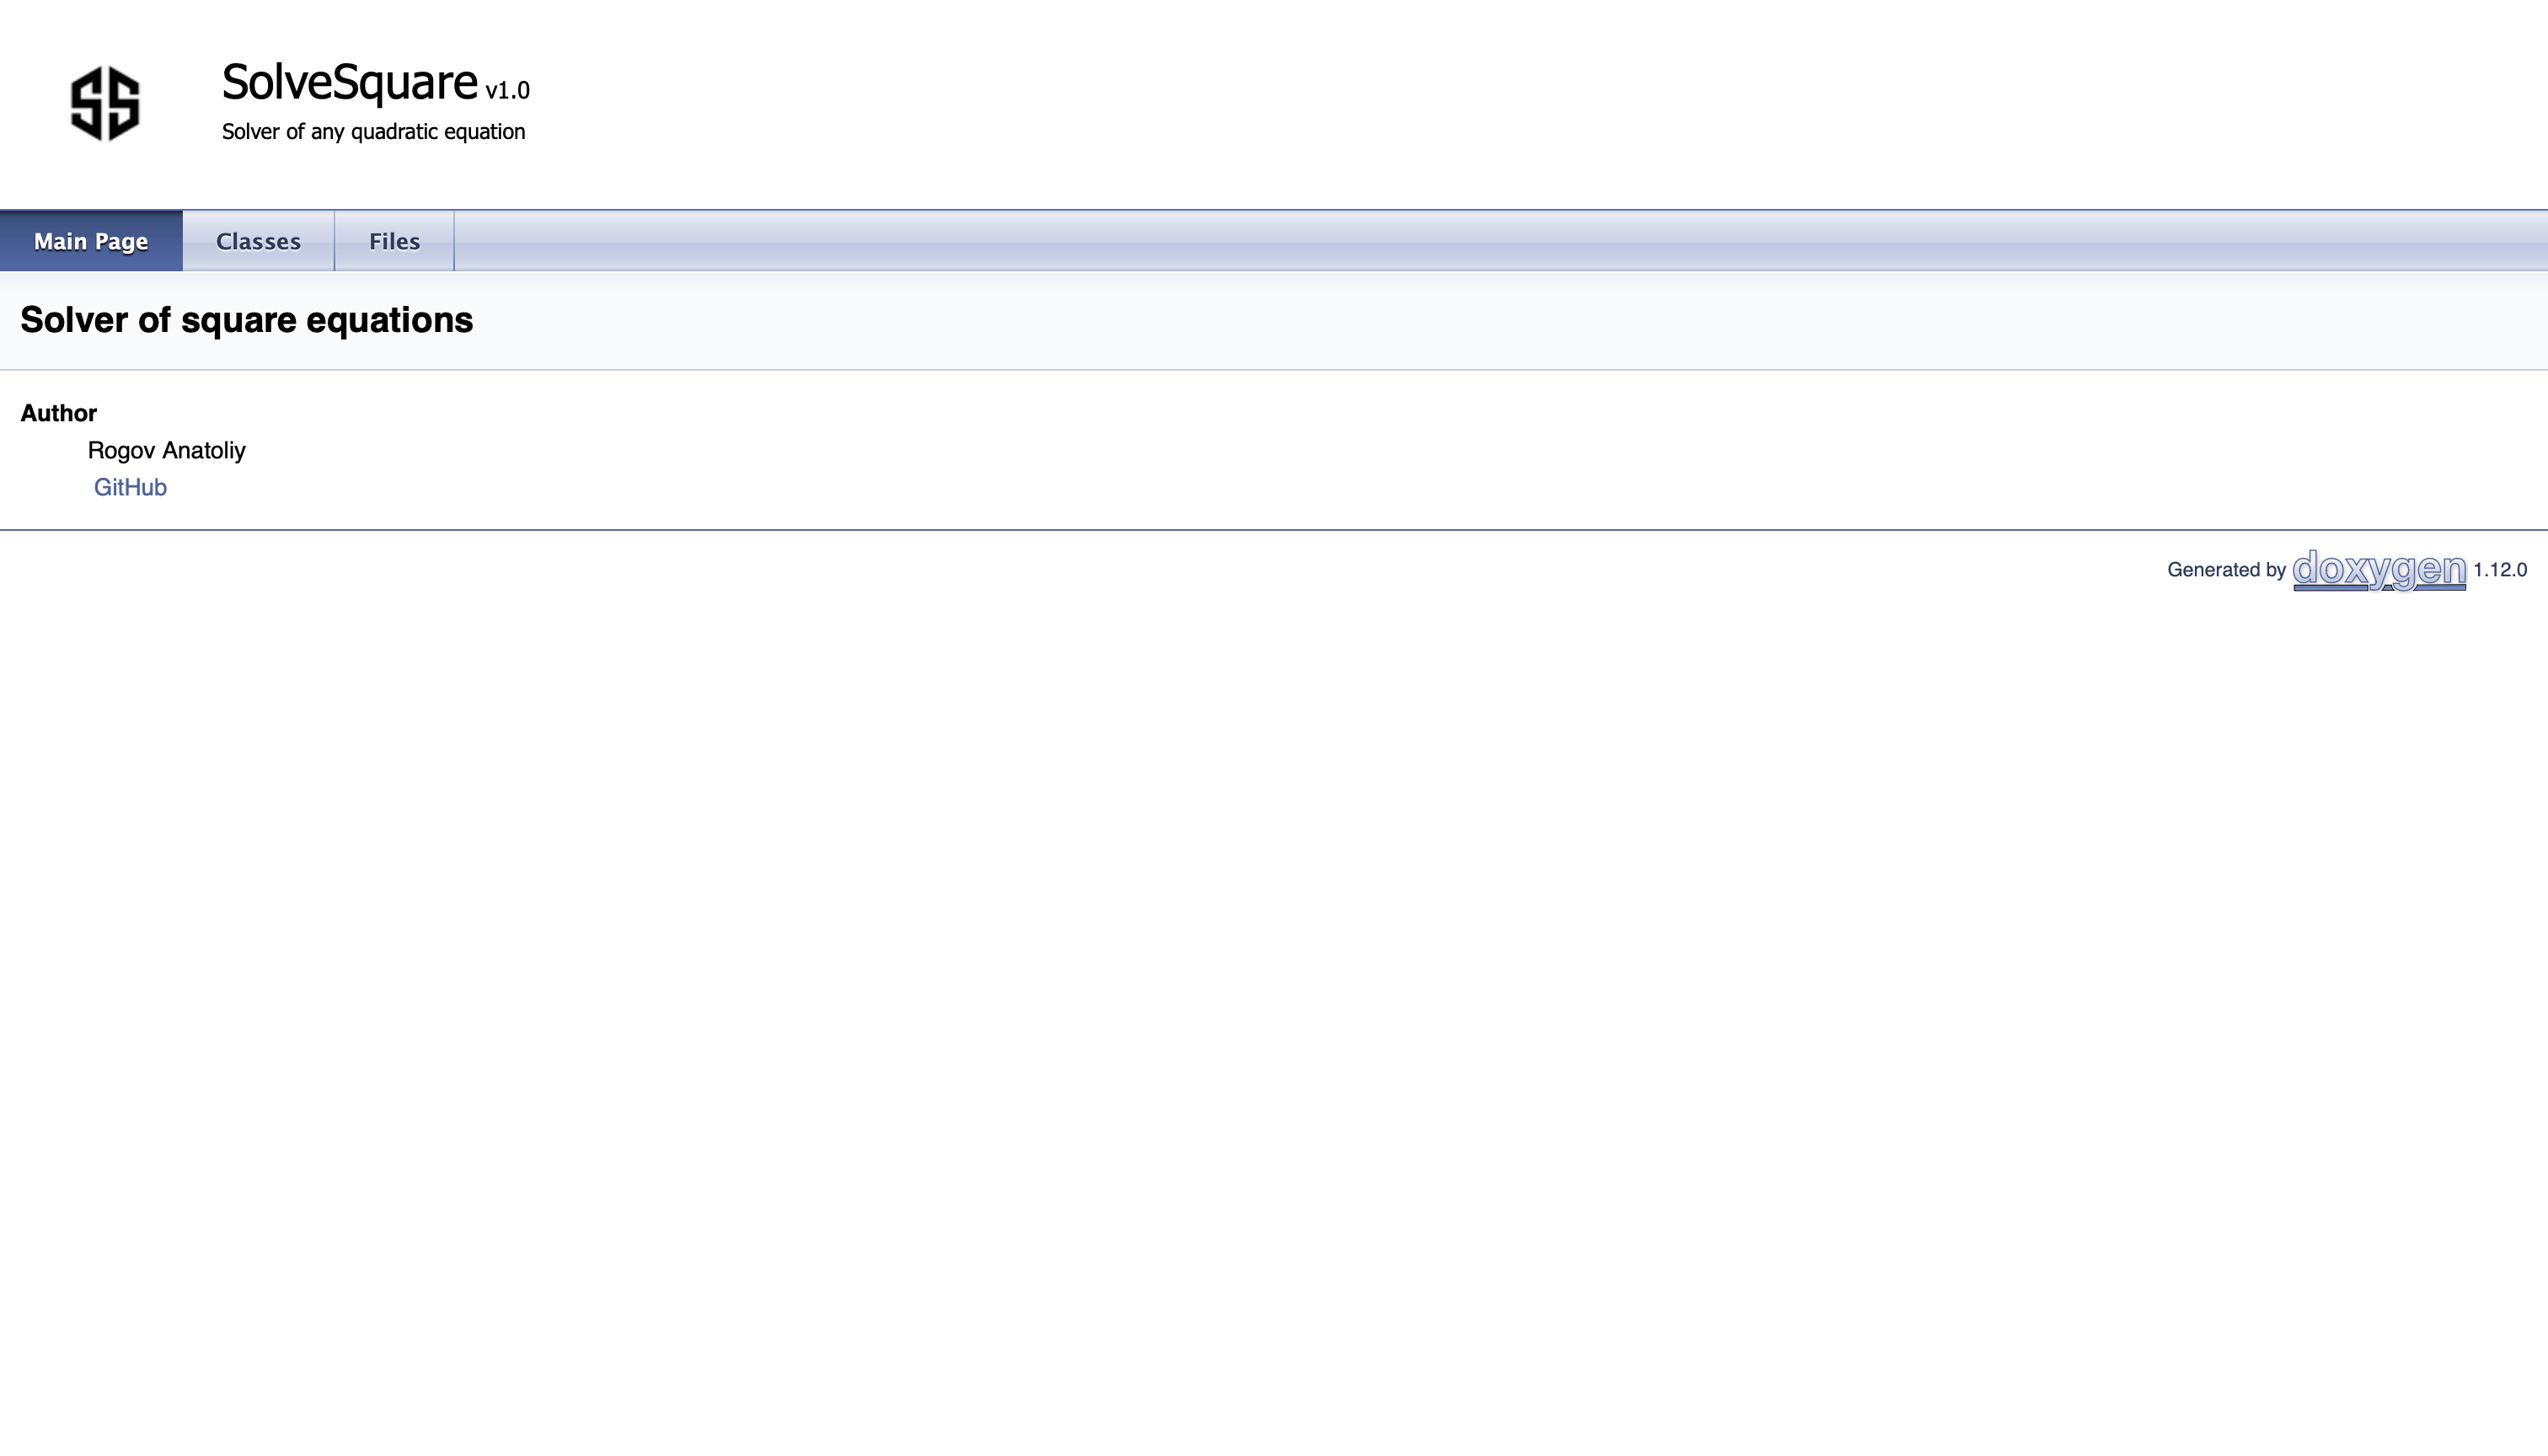 SS
SolveSquare v1.0
Solver of any quadratic equation
Main Page Classes Files
Solver of square equations
Author
Rogov Anatoliy
GitHub
Generated by doxygen 1.12.0